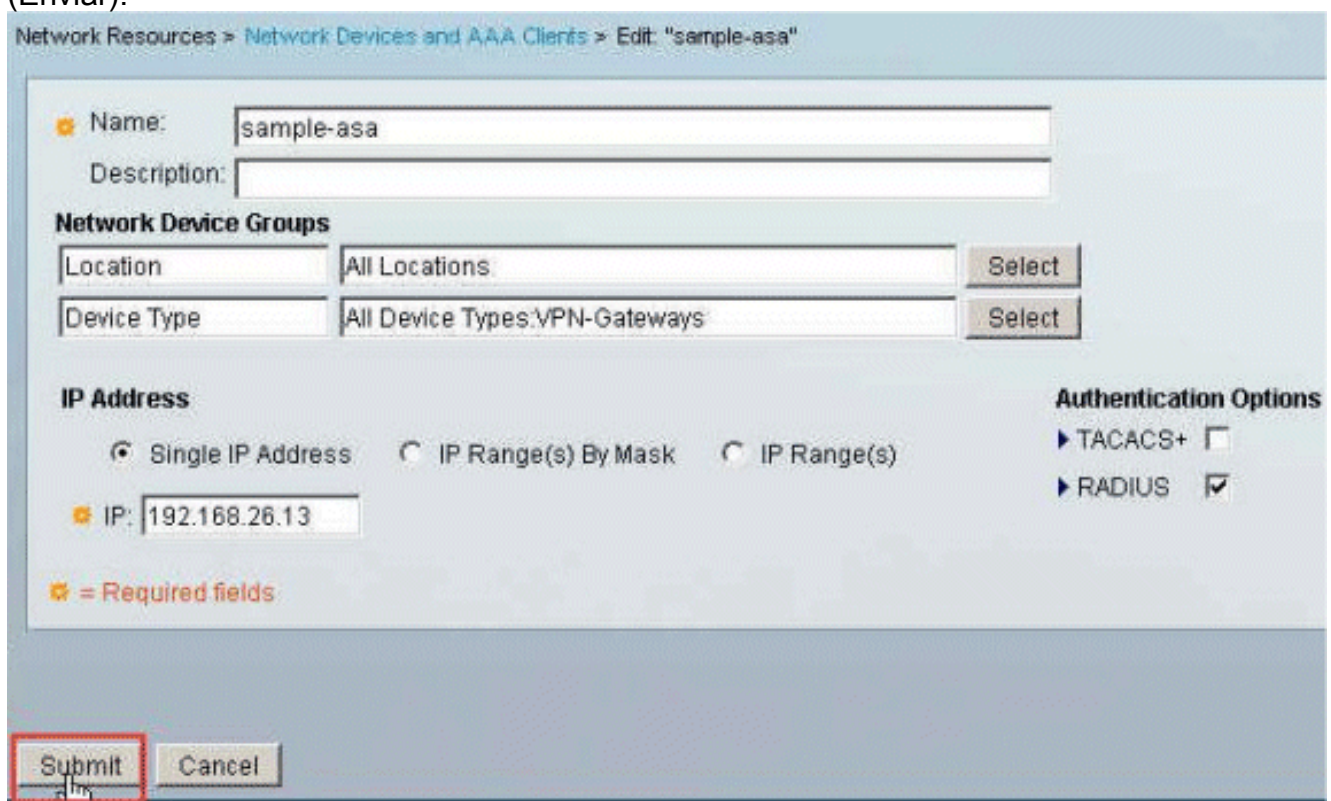 (Enviar).
Network Resources > Network Devices and AAA Clients > Edit: "sample-asa"
Name: sample-asa
Description:
Network Device Groups
Location All Locations Select
Device Type All Device Types:VPN-Gateways Select
IP Address Authentication Options
Single IP Address IP Range(s) By Mask IP Range(s) TACACS+
IP: 192.168.26.13 RADIUS
= Required fields
Submit Cancel